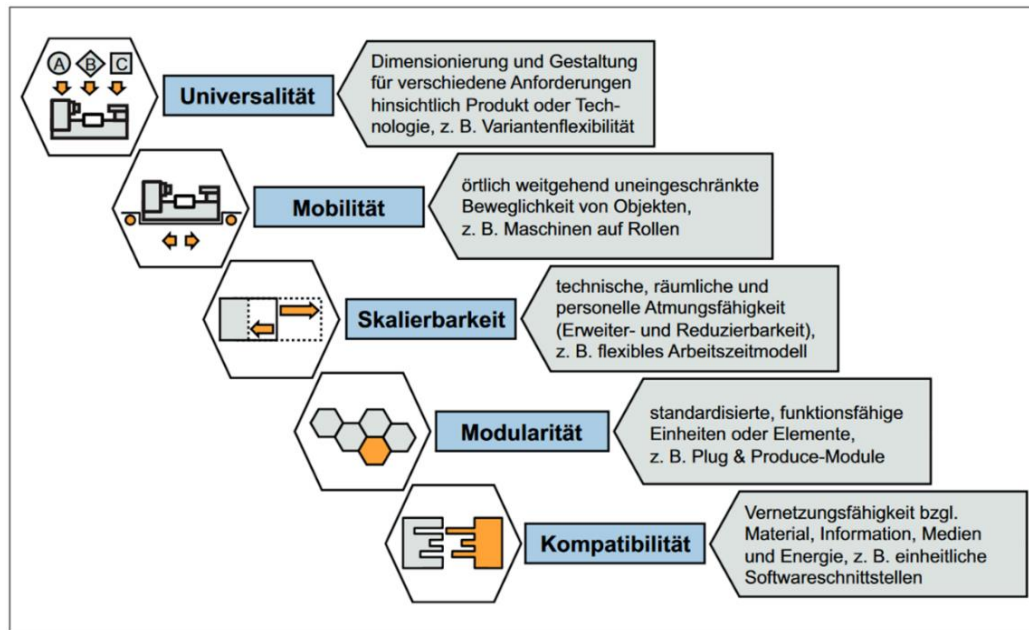 A B C
Universalität
Dimensionierung und Gestaltung
für verschiedene Anforderungen
hinsichtlich Produkt oder Tech-
nologie, z. B. Variantenflexibilität
Mobilität
örtlich weitgehend uneingeschränkte
Beweglichkeit von Objekten,
z. B. Maschinen auf Rollen
Skalierbarkeit
technische, räumliche und
personelle Atmungsfähigkeit
(Erweiter- und Reduzierbarkeit),
z. B. flexibles Arbeitszeitmodell
Modularität
standardisierte, funktionsfähige
Einheiten oder Elemente,
z. B. Plug & Produce-Module
Kompatibilität
Vernetzungsfähigkeit bzgl.
Material, Information, Medien
und Energie, z. B. einheitliche
Softwareschnittstellen